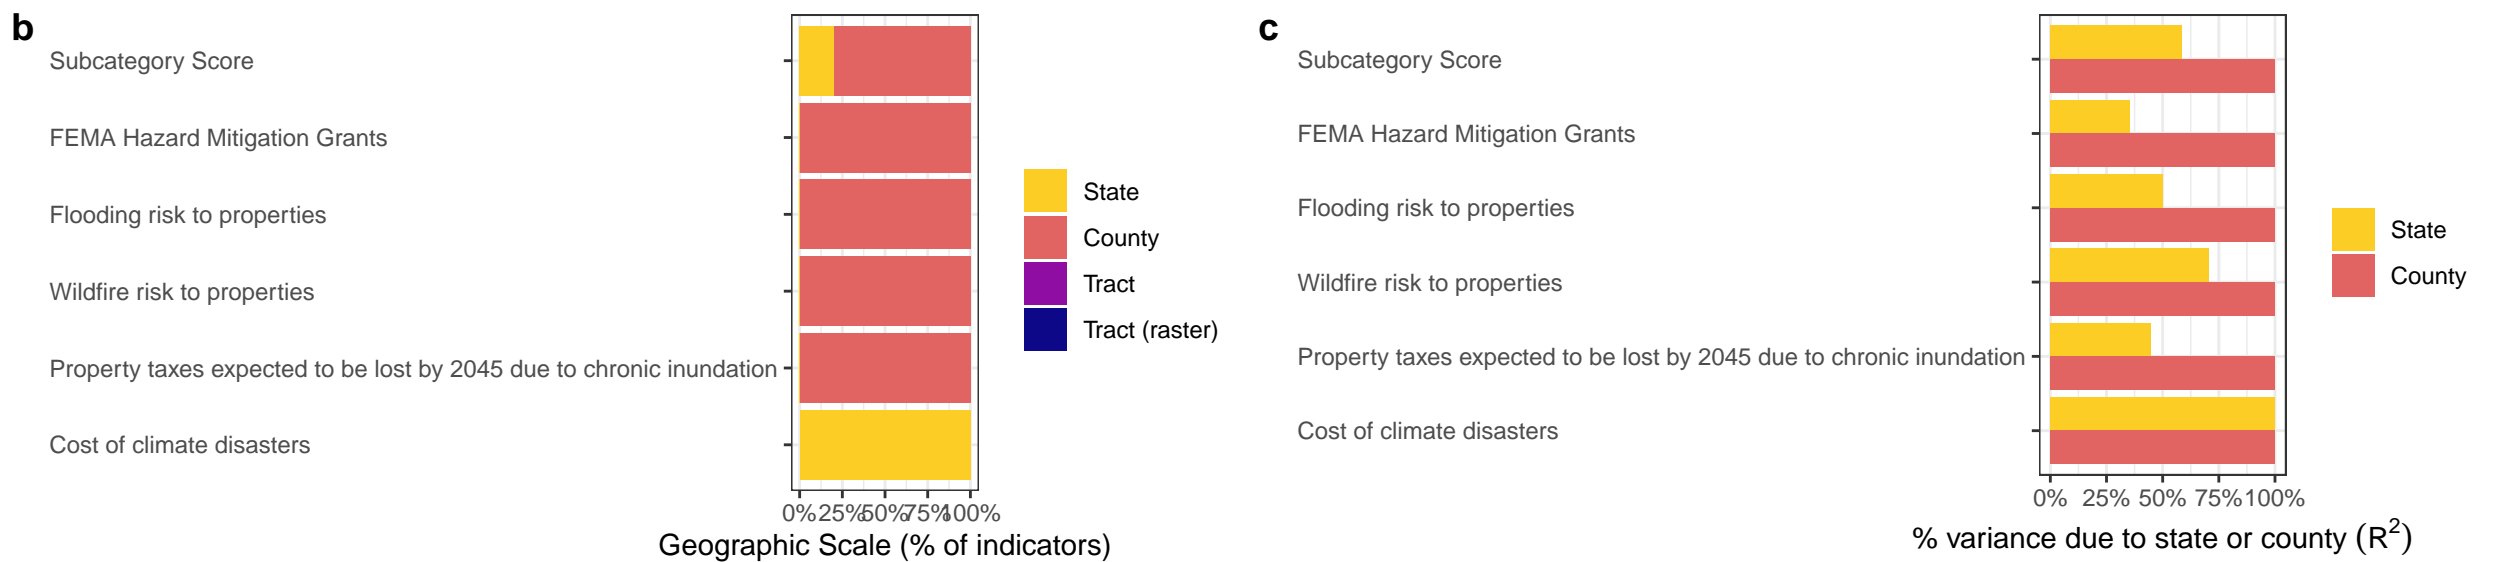 b
Subcategory Score
FEMA Hazard Mitigation Grants
Flooding risk to properties
Wildfire risk to properties
Property taxes expected to be lost by 2045 due to chronic inundation
Cost of climate disasters
0% 25% 50% 75% 100%
Geographic Scale (% of indicators)
State
County
Tract
Tract (raster)
c
Subcategory Score
FEMA Hazard Mitigation Grants
Flooding risk to properties
Wildfire risk to properties
Property taxes expected to be lost by 2045 due to chronic inundation
Cost of climate disasters
0% 25% 50% 75% 100%
% variance due to state or county (R²)
State
County